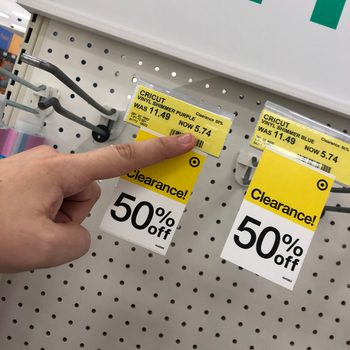 Clearance 50%
CRICUT
VINYL SHIMMER PURPLE
WAS 11.49
NOW 5.74
Clearance!
50%
off
Clearance 50%
CRICUT
VINYL SHIMMER BLUE
WAS 11.49
NOW 5.74
Clearance!
50%
off